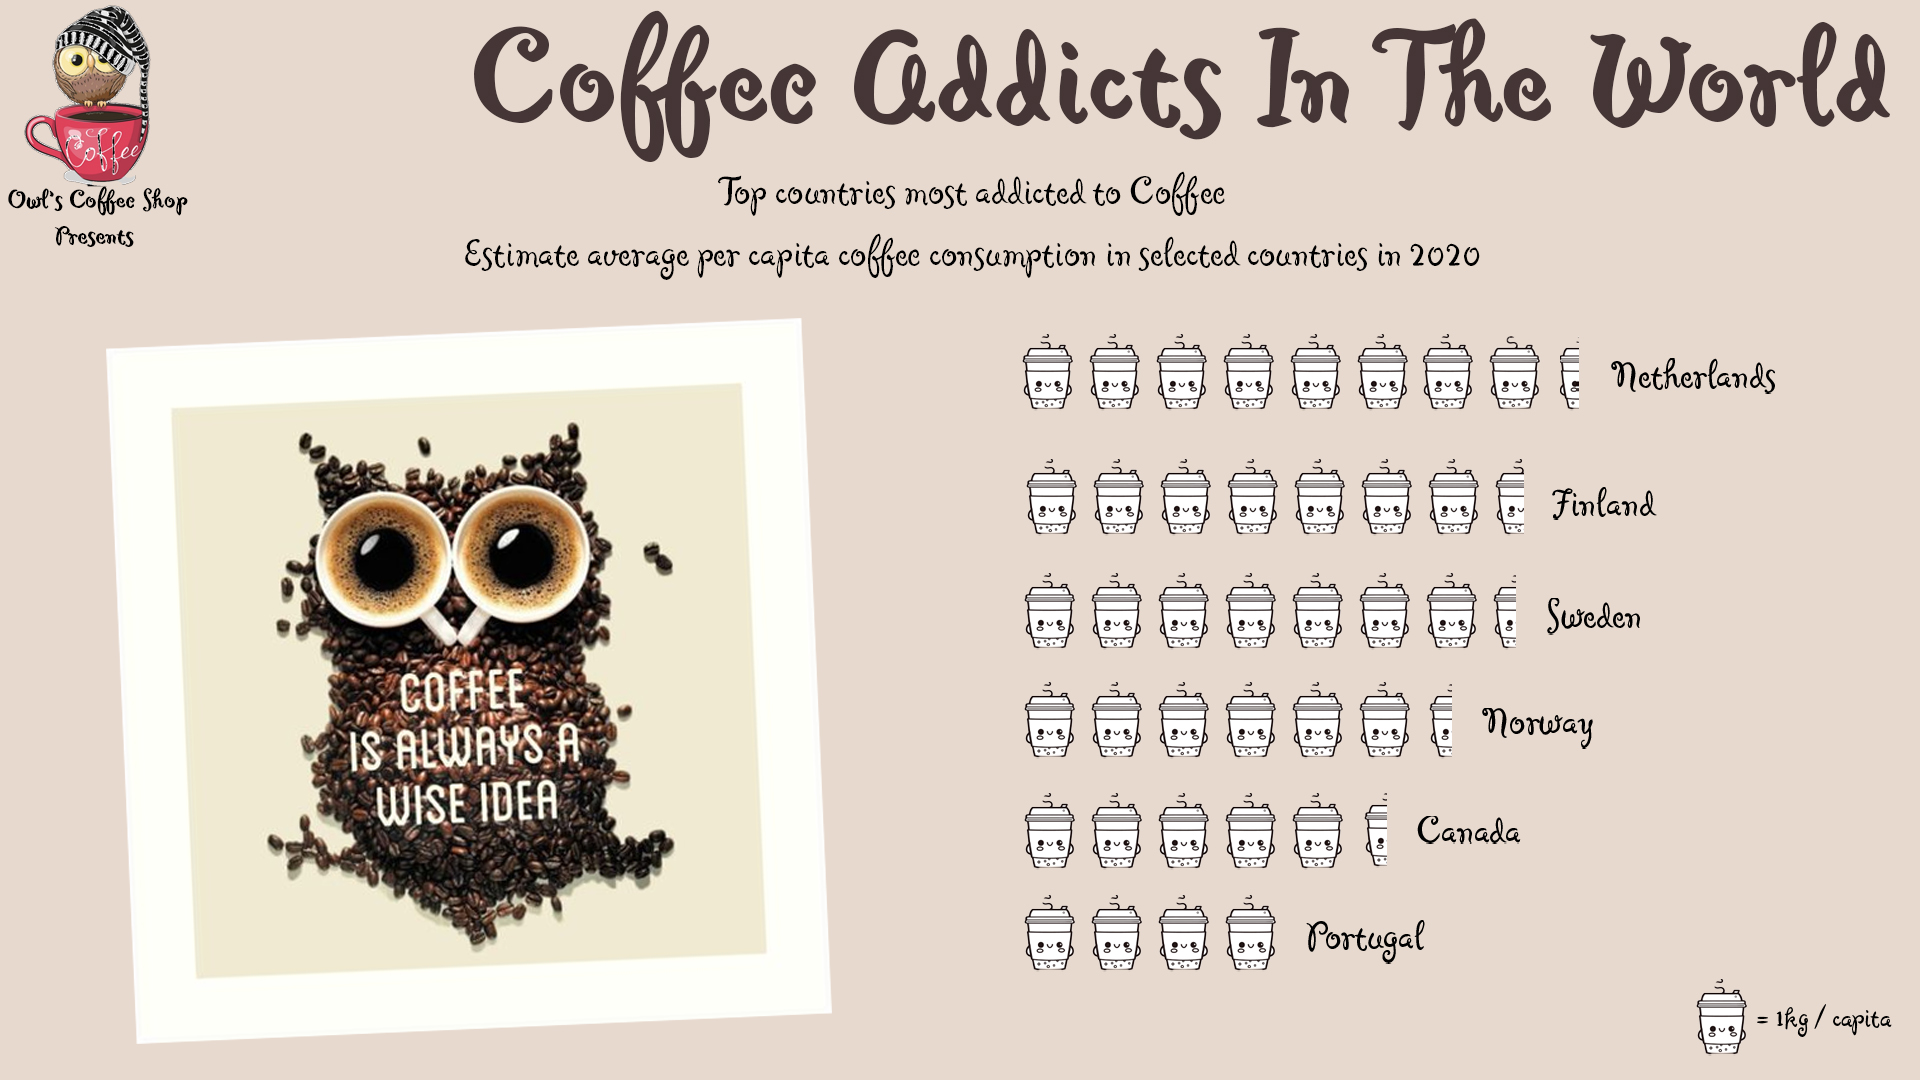 Coffee Addicts In The World
Coffee
Owl's Coffee Shop
Presents
Top countries most addicted to Coffee
Estimate average per capita coffee consumption in selected countries in 2020
COFFEE
IS ALWAYS A
WISE IDEA
Netherlands
Finland
Sweden
Norway
Canada
Portugal
= 1kg / capita